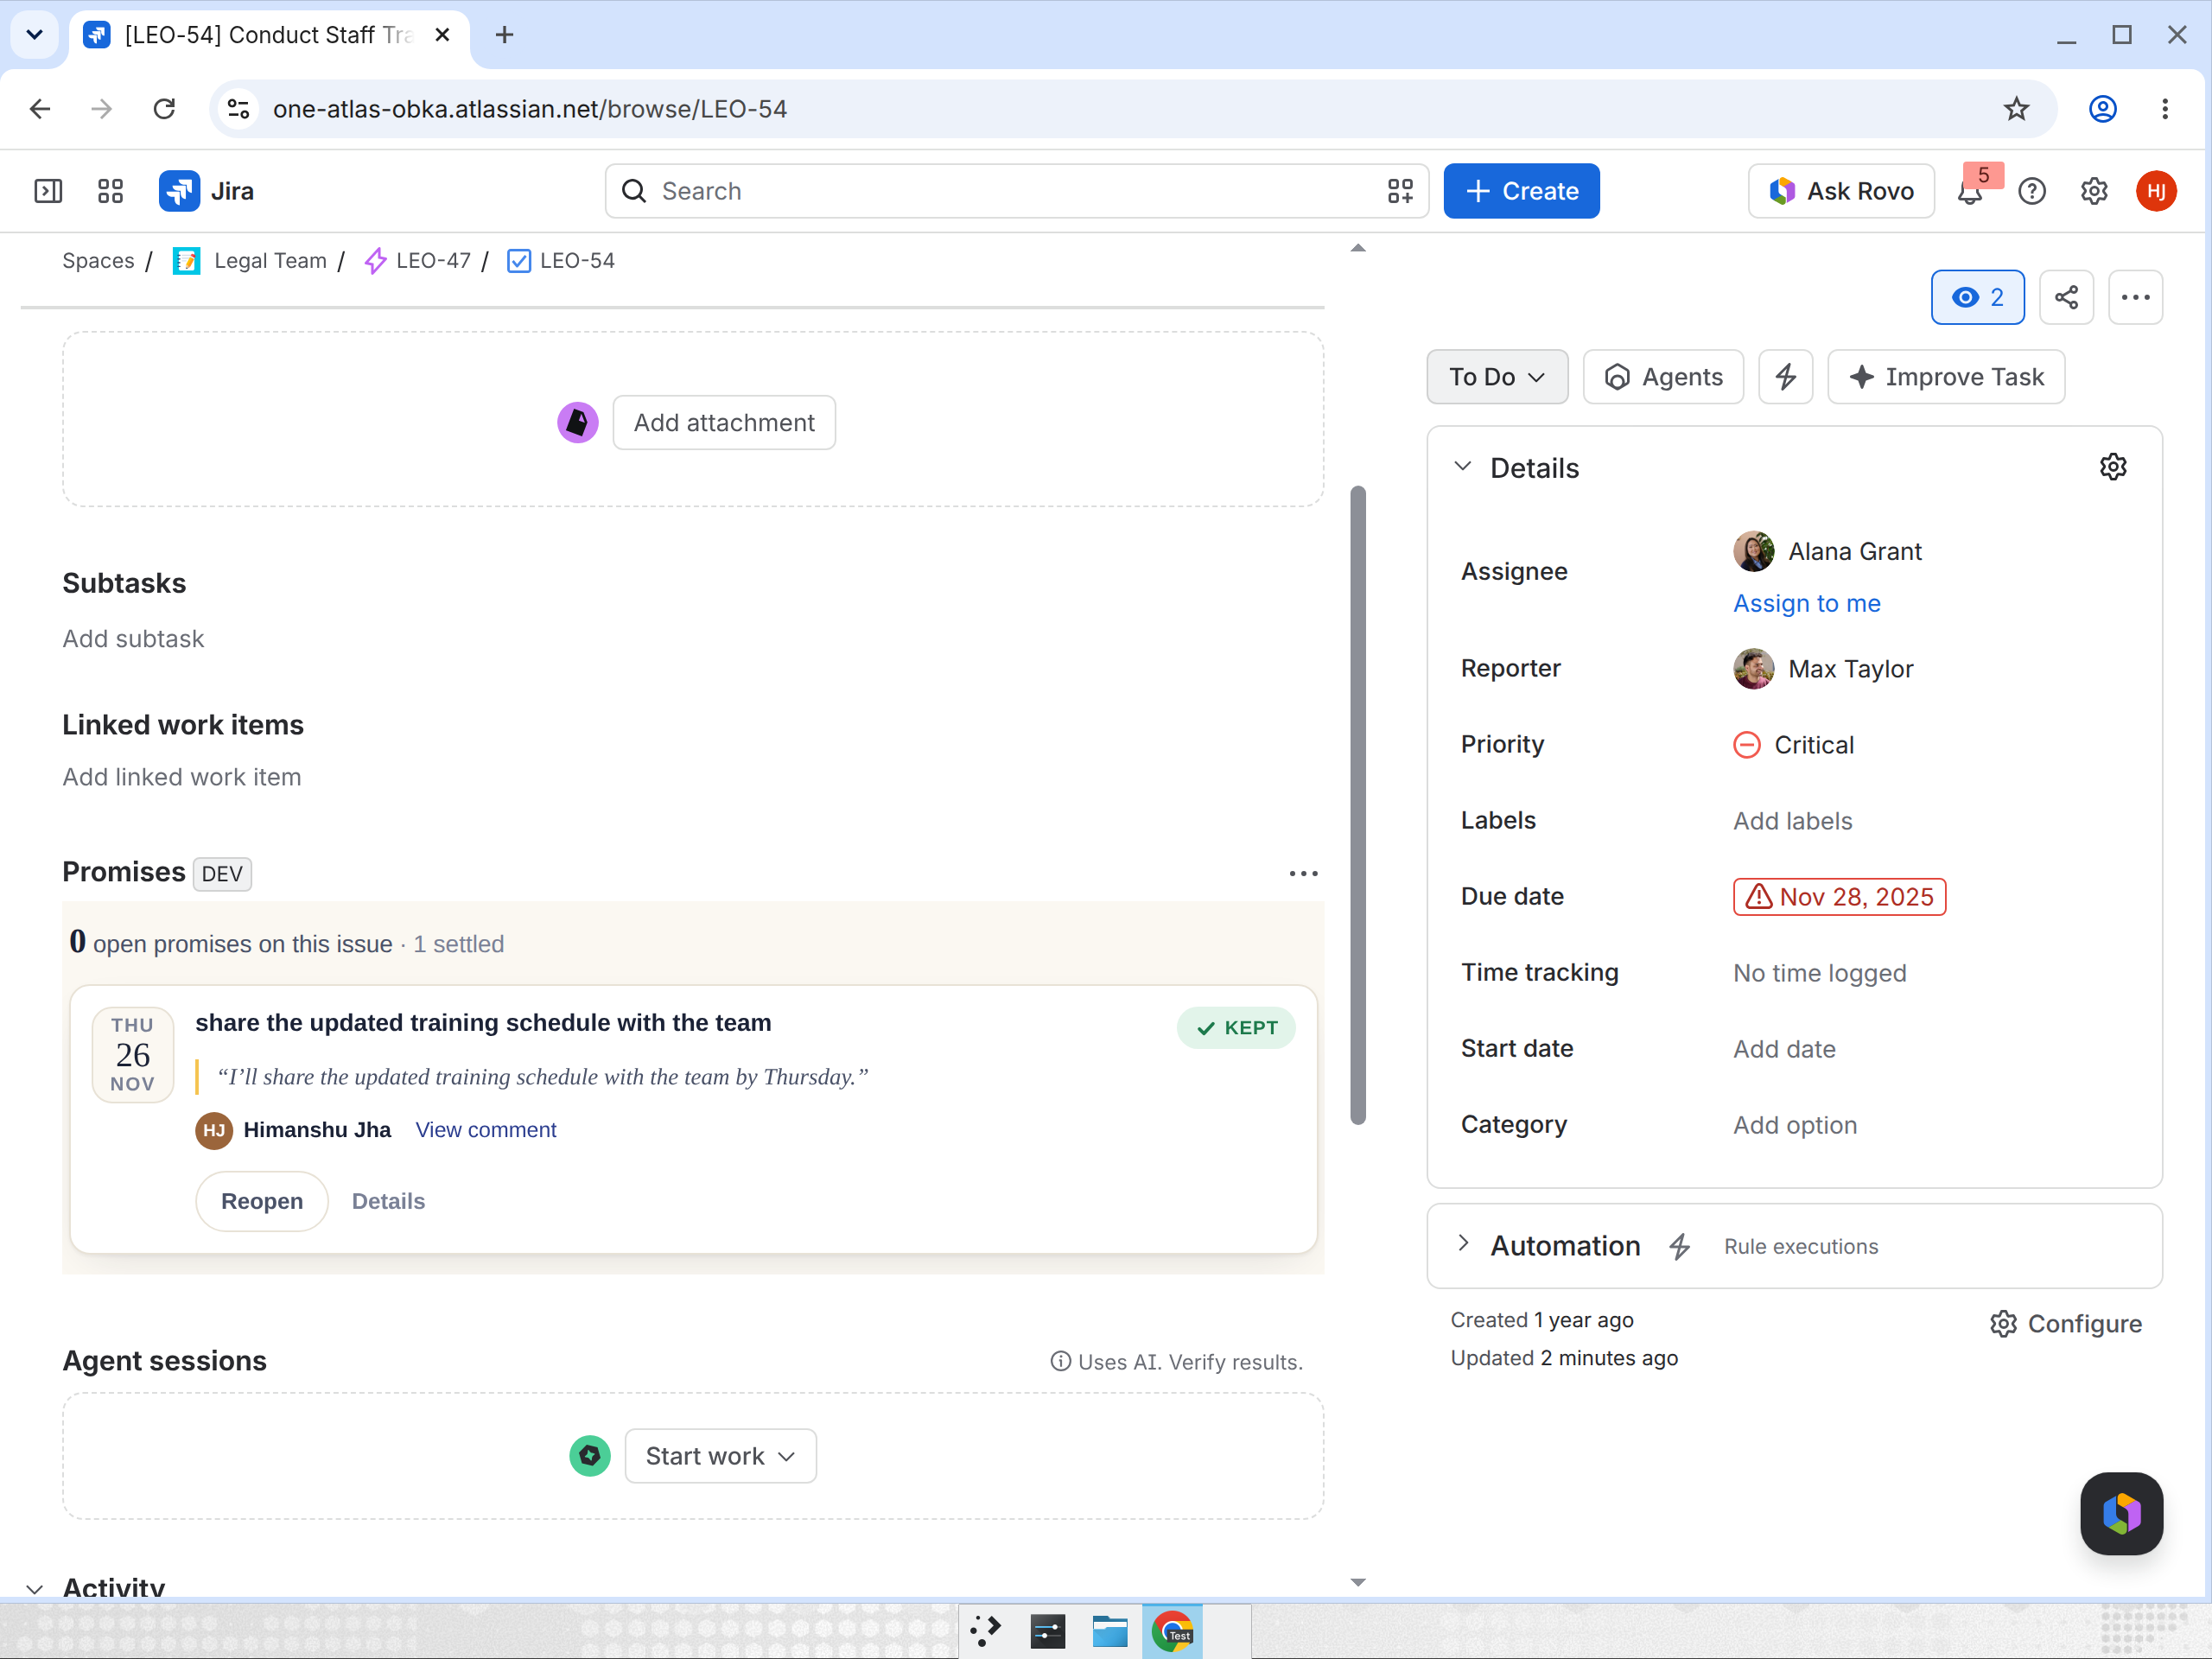 [LEO-54] Conduct Staff Tra
one-atlas-obka.atlassian.net/browse/LEO-54
Jira
Search
Create
Ask Rovo
5
HJ
Spaces / Legal Team / LEO-47 / LEO-54
2
To Do
Agents
Improve Task
Add attachment
Details
Assignee
Alana Grant
Assign to me
Subtasks
Add subtask
Reporter
Max Taylor
Linked work items
Priority
Critical
Add linked work item
Labels
Add labels
Promises DEV
Due date
Nov 28, 2025
0 open promises on this issue · 1 settled
Time tracking
No time logged
THU
26
NOV
share the updated training schedule with the team
KEPT
“I’ll share the updated training schedule with the team by Thursday.”
HJ Himanshu Jha View comment
Reopen
Details
Start date
Add date
Category
Add option
Automation
Rule executions
Created 1 year ago
Updated 2 minutes ago
Configure
Agent sessions
Uses AI. Verify results.
Start work
Activity
Test